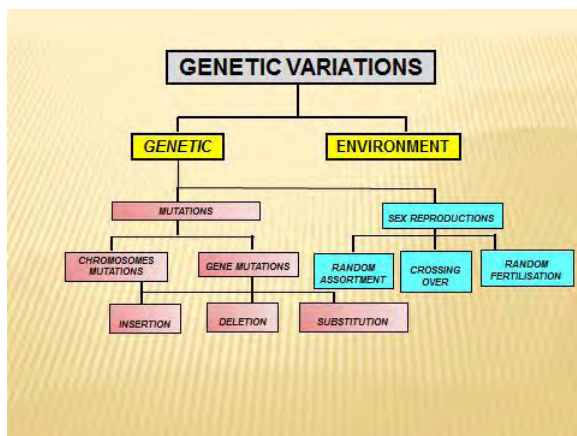 GENETIC VARIATIONS
GENETIC
ENVIRONMENT
MUTATIONS
SEX REPRODUCTIONS
CHROMOSOMES
MUTATIONS
GENE MUTATIONS
RANDOM
ASSORTMENT
CROSSING
OVER
RANDOM
FERTILISATION
INSERTION
DELETION
SUBSTITUTION